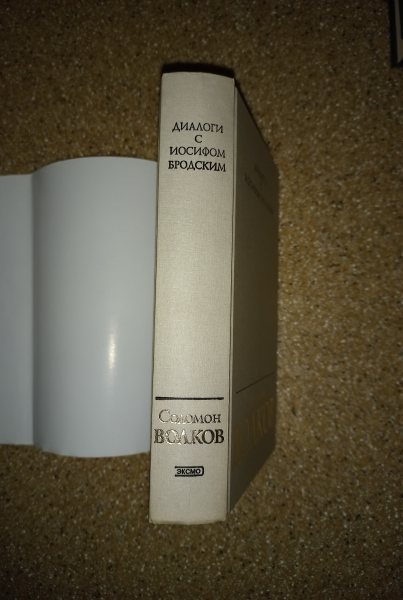 ДИАЛОГИ
С
ИОСИФОМ
БРОДСКИМ
СОЛОМОН
ВОЛКОВ
ЭКСМО